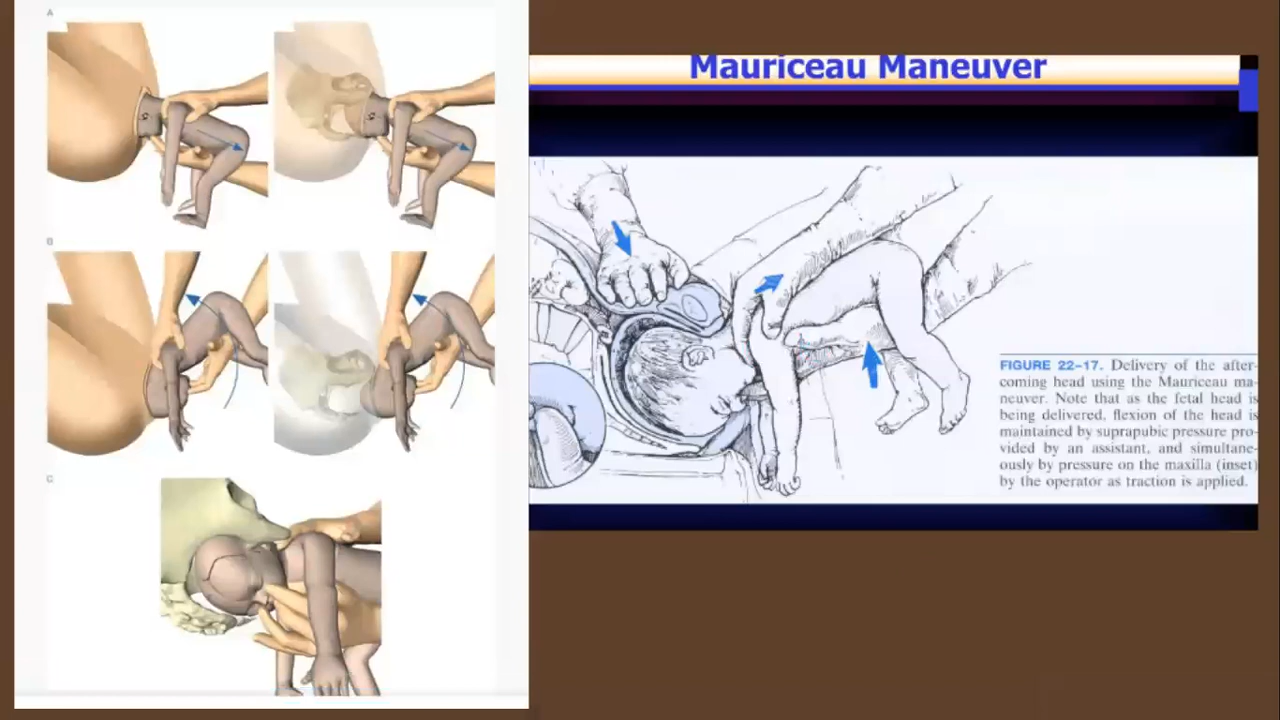 A
B
C
Mauriceau Maneuver
FIGURE 22-17. Delivery of the after-
coming head using the Mauriceau ma-
neuver. Note that as the fetal head is
being delivered, flexion of the head is
maintained by suprapubic pressure pro-
vided by an assistant, and simultane-
ously by pressure on the maxilla (inset)
by the operator as traction is applied.